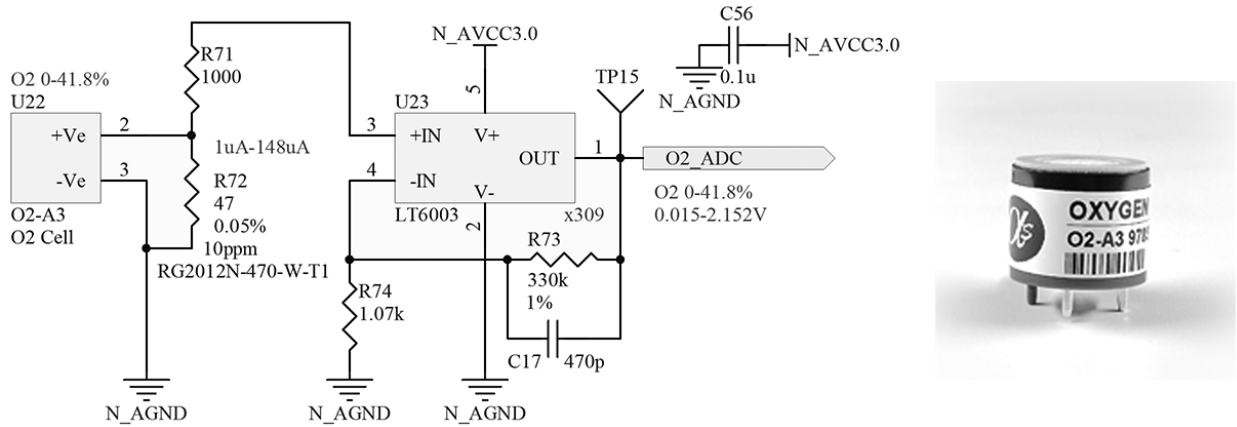 C56
N_AVCC3.0
0.1u
N_AGND
N_AVCC3.0
R71
1000
O2 0-41.8%
U22
+Ve
2
-Ve
3
O2-A3
O2 Cell
1uA-148uA
R72
47
0.05%
10ppm
RG2012N-470-W-T1
U23
5
3
+IN
V+
4
-IN
OUT
1
V-
2
LT6003
x309
TP15
O2_ADC
O2 0-41.8%
0.015-2.152V
R73
330k
1%
R74
1.07k
C17
470p
N_AGND
N_AGND
N_AGND
OXYGEN
O2-A3